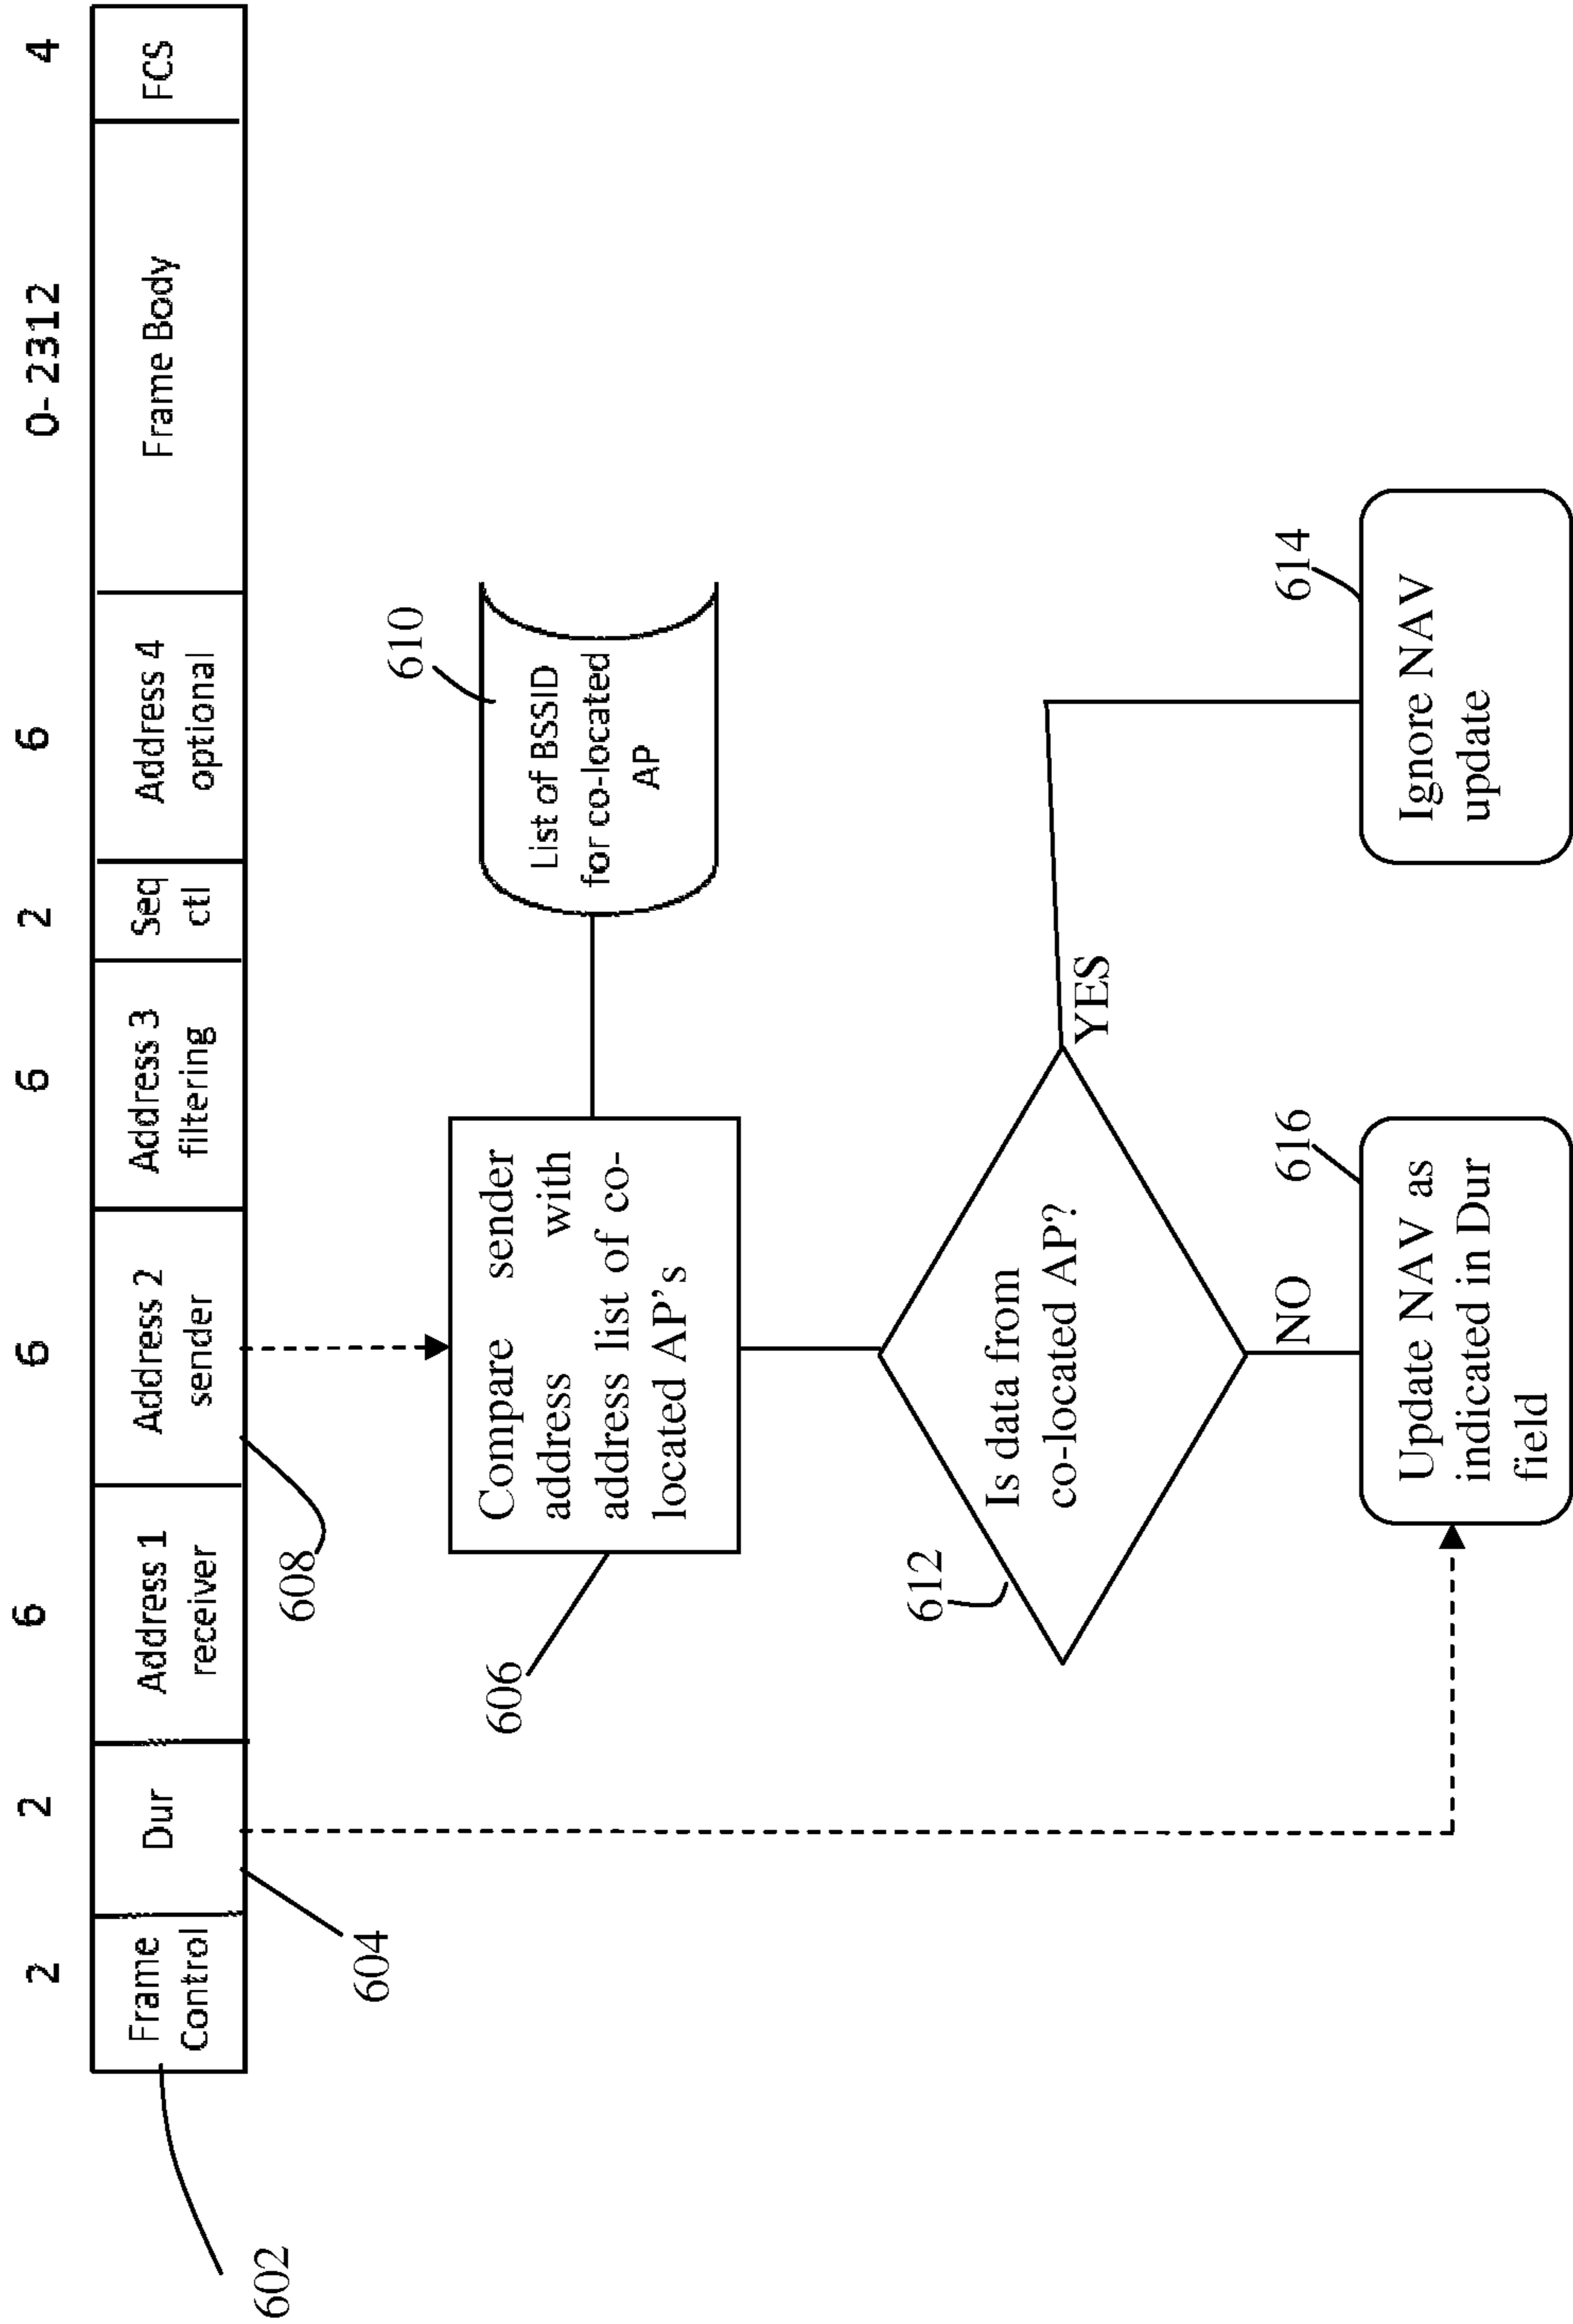 2
2
6
6
6
2
6
0-2312
4
Frame
Control
Dur
Address 1
receiver
Address 2
sender
Address 3
filtering
Seq
ctl
Address 4
optional
Frame Body
FCS
602
604
608
606
Compare sender
address with
address list of co-
located AP's
610
List of BSSID
for co-located
AP
612
Is data from
co-located AP?
YES
NO
616
Update NAV as
indicated in Dur
field
614
Ignore NAV
update